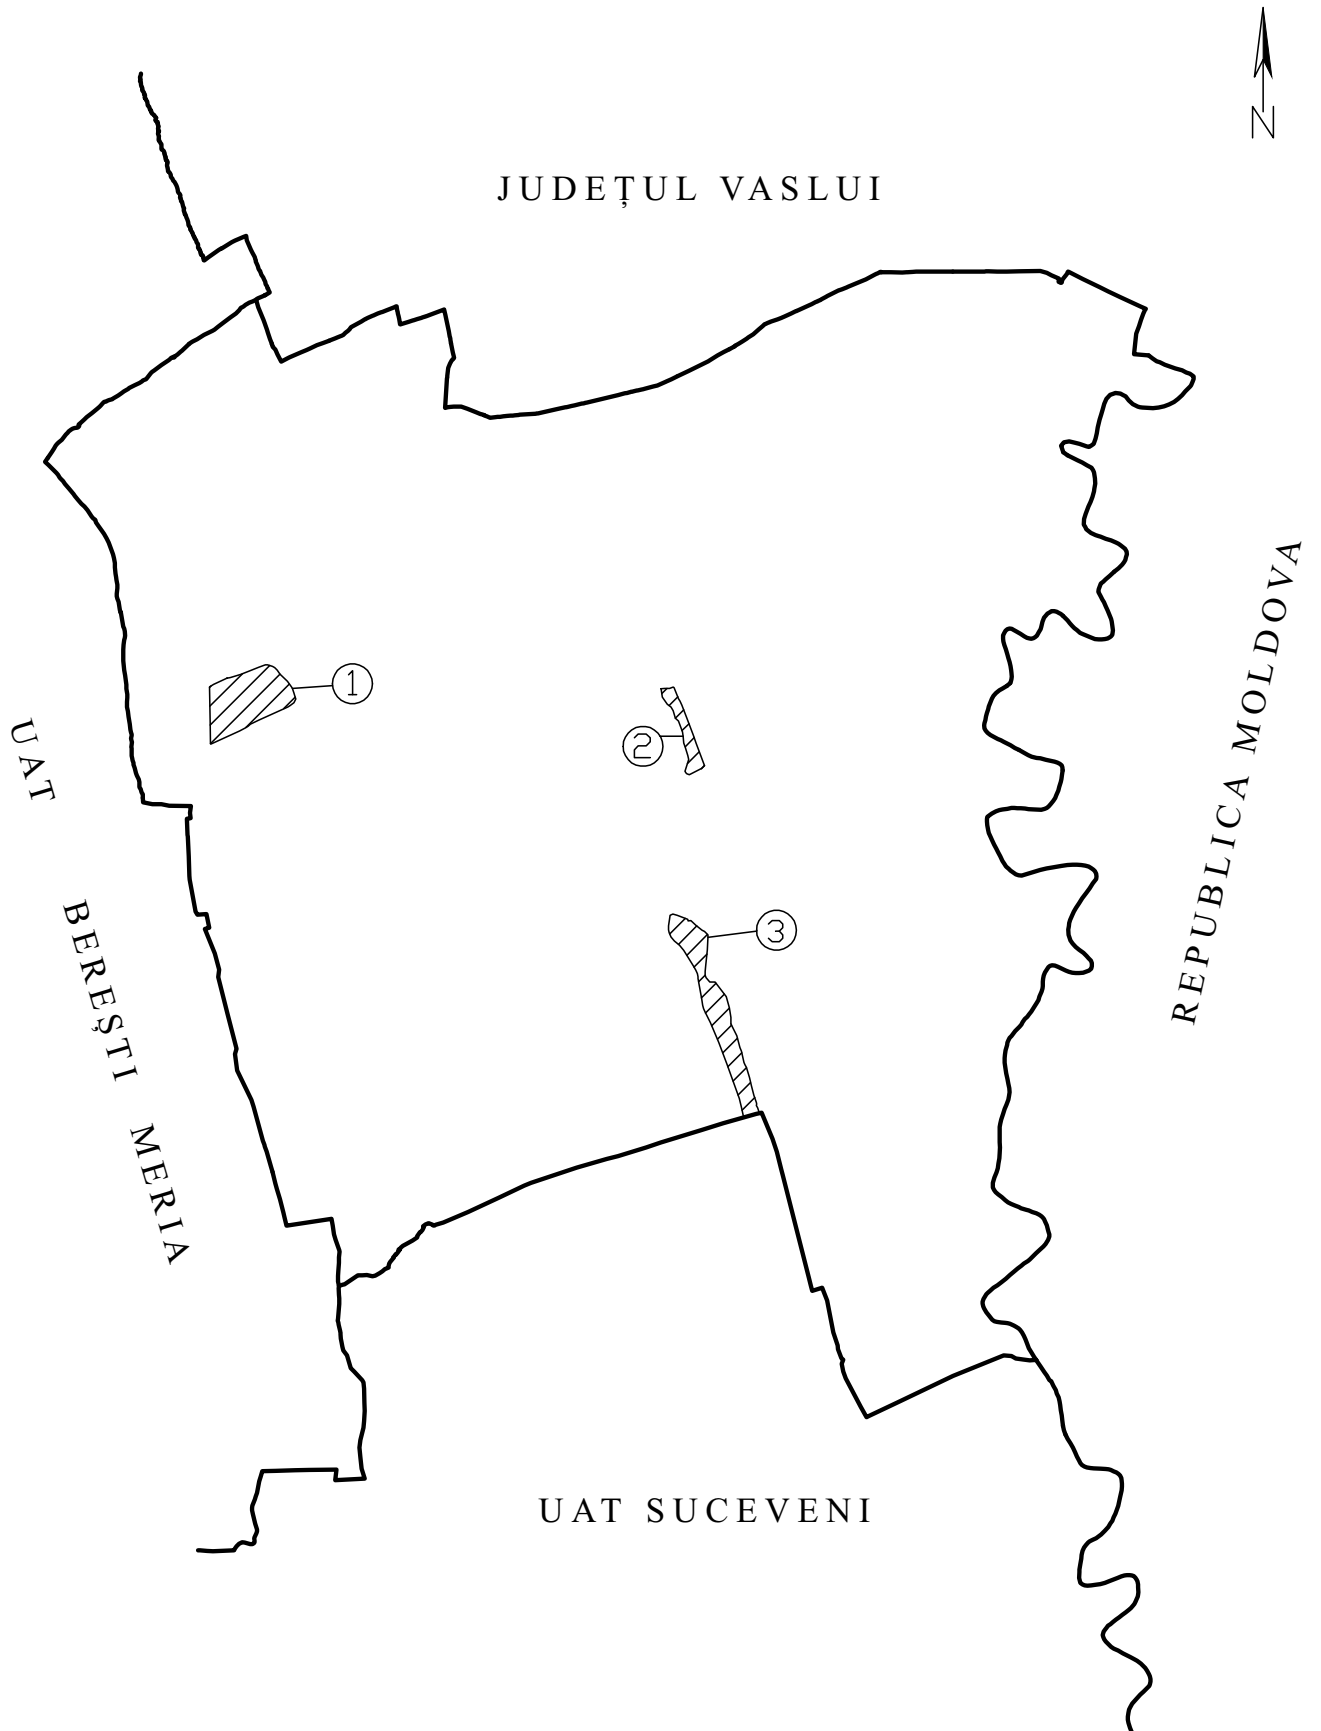 N
JUDEȚUL VASLUI
1
2
3
UAT BEREȘTI MERIA
REPUBLICA MOLDOVA
UAT SUCEVENI